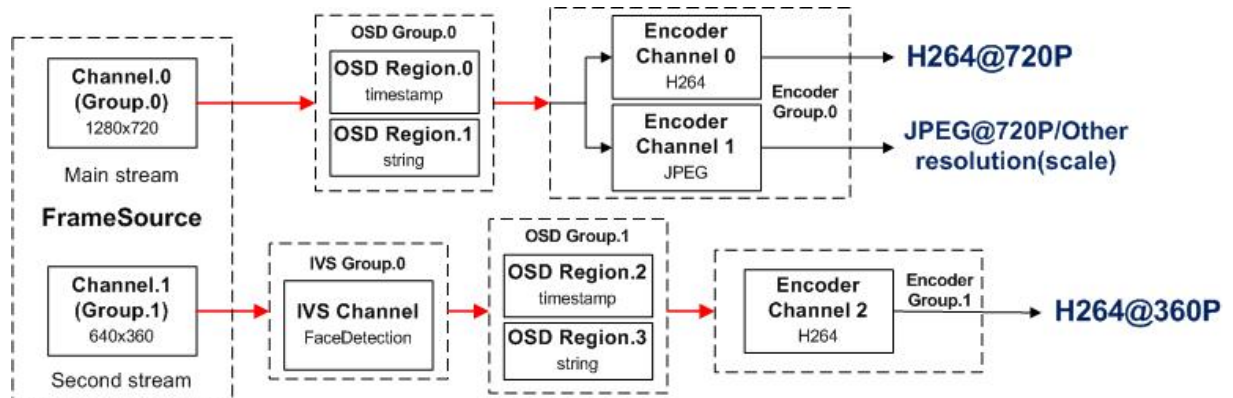 Channel.0
(Group.0)
1280x720
Main stream
FrameSource
Channel.1
(Group.1)
640x360
Second stream
OSD Group.0
OSD Region.0
timestamp
OSD Region.1
string
Encoder
Channel 0
H264
Encoder
Channel 1
JPEG
Encoder
Group.0
H264@720P
JPEG@720P/Other
resolution(scale)
IVS Group.0
IVS Channel
FaceDetection
OSD Group.1
OSD Region.2
timestamp
OSD Region.3
string
Encoder
Channel 2
H264
Encoder
Group.1
H264@360P